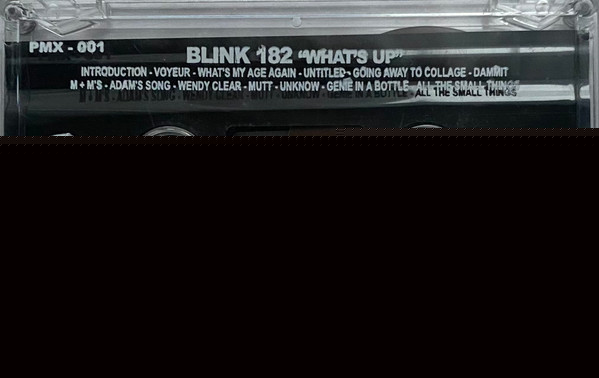 PMX - 001
BLINK 182 "WHAT'S UP"
INTRODUCTION - VOYEUR - WHAT'S MY AGE AGAIN - UNTITLED - GOING AWAY TO COLLAGE - DAMMIT
M + M'S - ADAM'S SONG - WENDY CLEAR - MUTT - UNKNOW - GENIE IN A BOTTLE - ALL THE SMALL THINGS